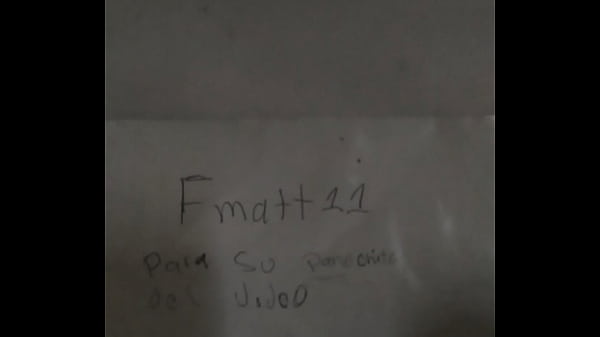 Fmatt11
para su
del video